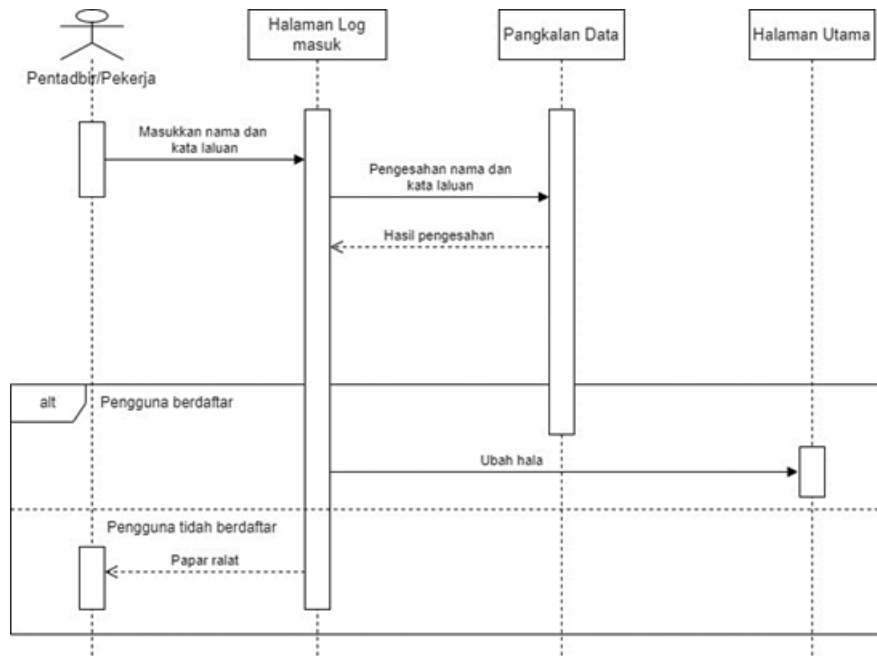 Halaman Log
masuk
Pangkalan Data
Halaman Utama
Pentadbir/Pekerja
Masukkan nama dan
kata laluan
Pengesahan nama dan
kata laluan
Hasil pengesahan
alt
Pengguna berdaftar
Ubah hala
Pengguna tidah berdaftar
Papar ralat